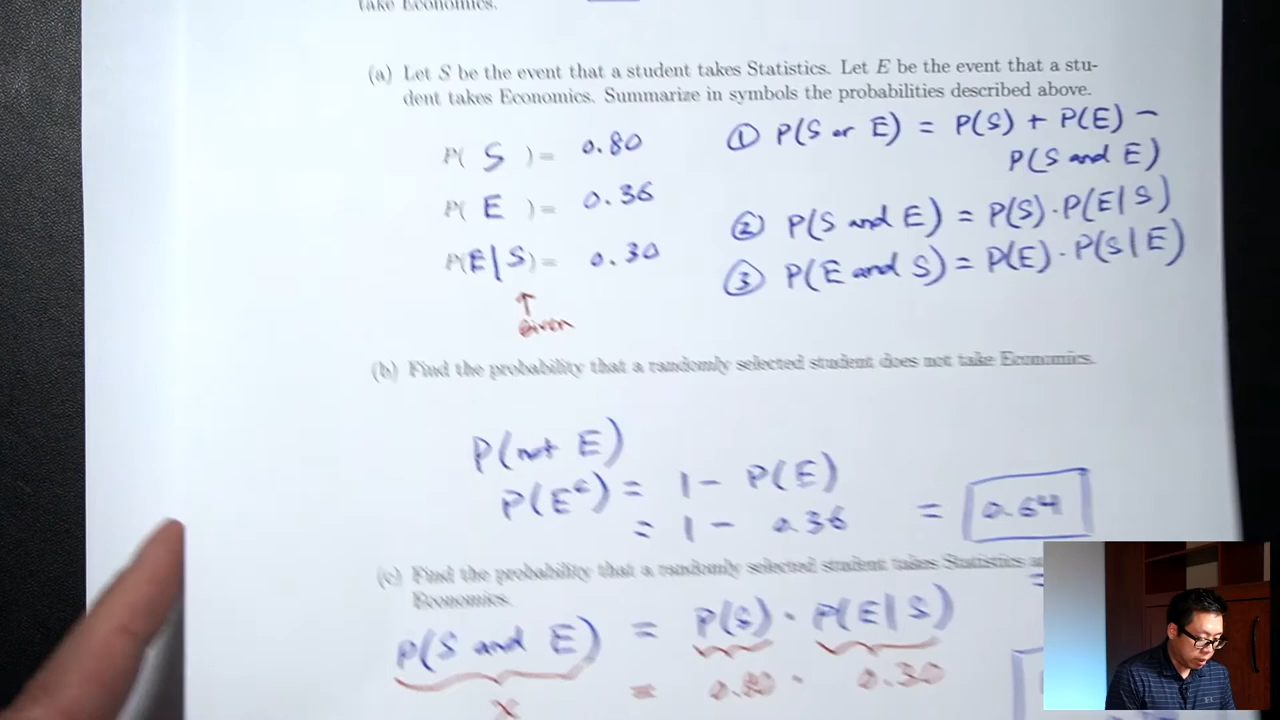 take Economics.
(a) Let S be the event that a student takes Statistics. Let E be the event that a stu-
dent takes Economics. Summarize in symbols the probabilities described above.
P( S ) = 0.80
P( E ) = 0.36
P(E|S) = 0.30
↑
given
① P(S or E) = P(S) + P(E) −
P(S and E)
② P(S and E) = P(S) · P(E|S)
③ P(E and S) = P(E) · P(S|E)
(b) Find the probability that a randomly selected student does not take Economics.
P(not E)
P(Eᶜ) = 1 − P(E)
= 1 − 0.36 = 0.64
(c) Find the probability that a randomly selected student takes Statistics
Economics.
P(S and E) = P(S) · P(E|S)
x = 0.80 · 0.30